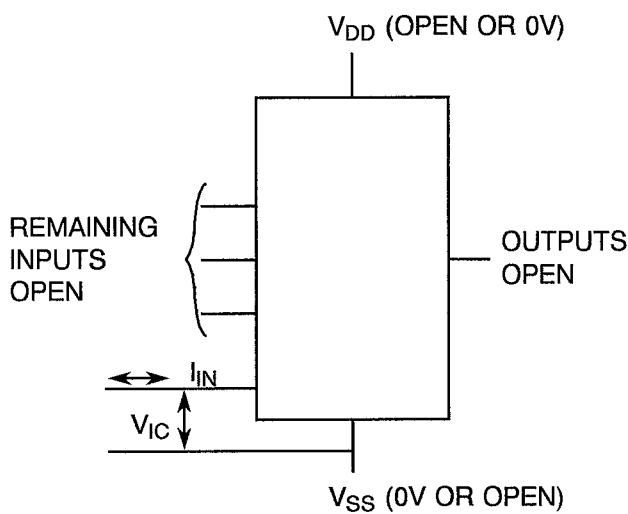 VDD (OPEN OR 0V)
REMAINING
INPUTS
OPEN
OUTPUTS
OPEN
IIN
VIC
VSS (0V OR OPEN)